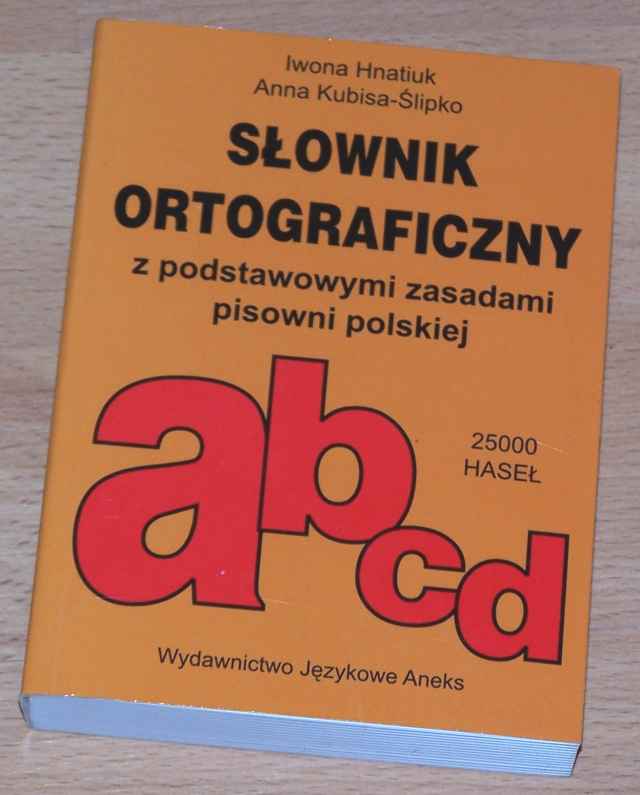 Iwona Hnatiuk
Anna Kubisa-Ślipko
SŁOWNIK
ORTOGRAFICZNY
z podstawowymi zasadami
pisowni polskiej
abcd
25000
HASEŁ
Wydawnictwo Językowe Aneks